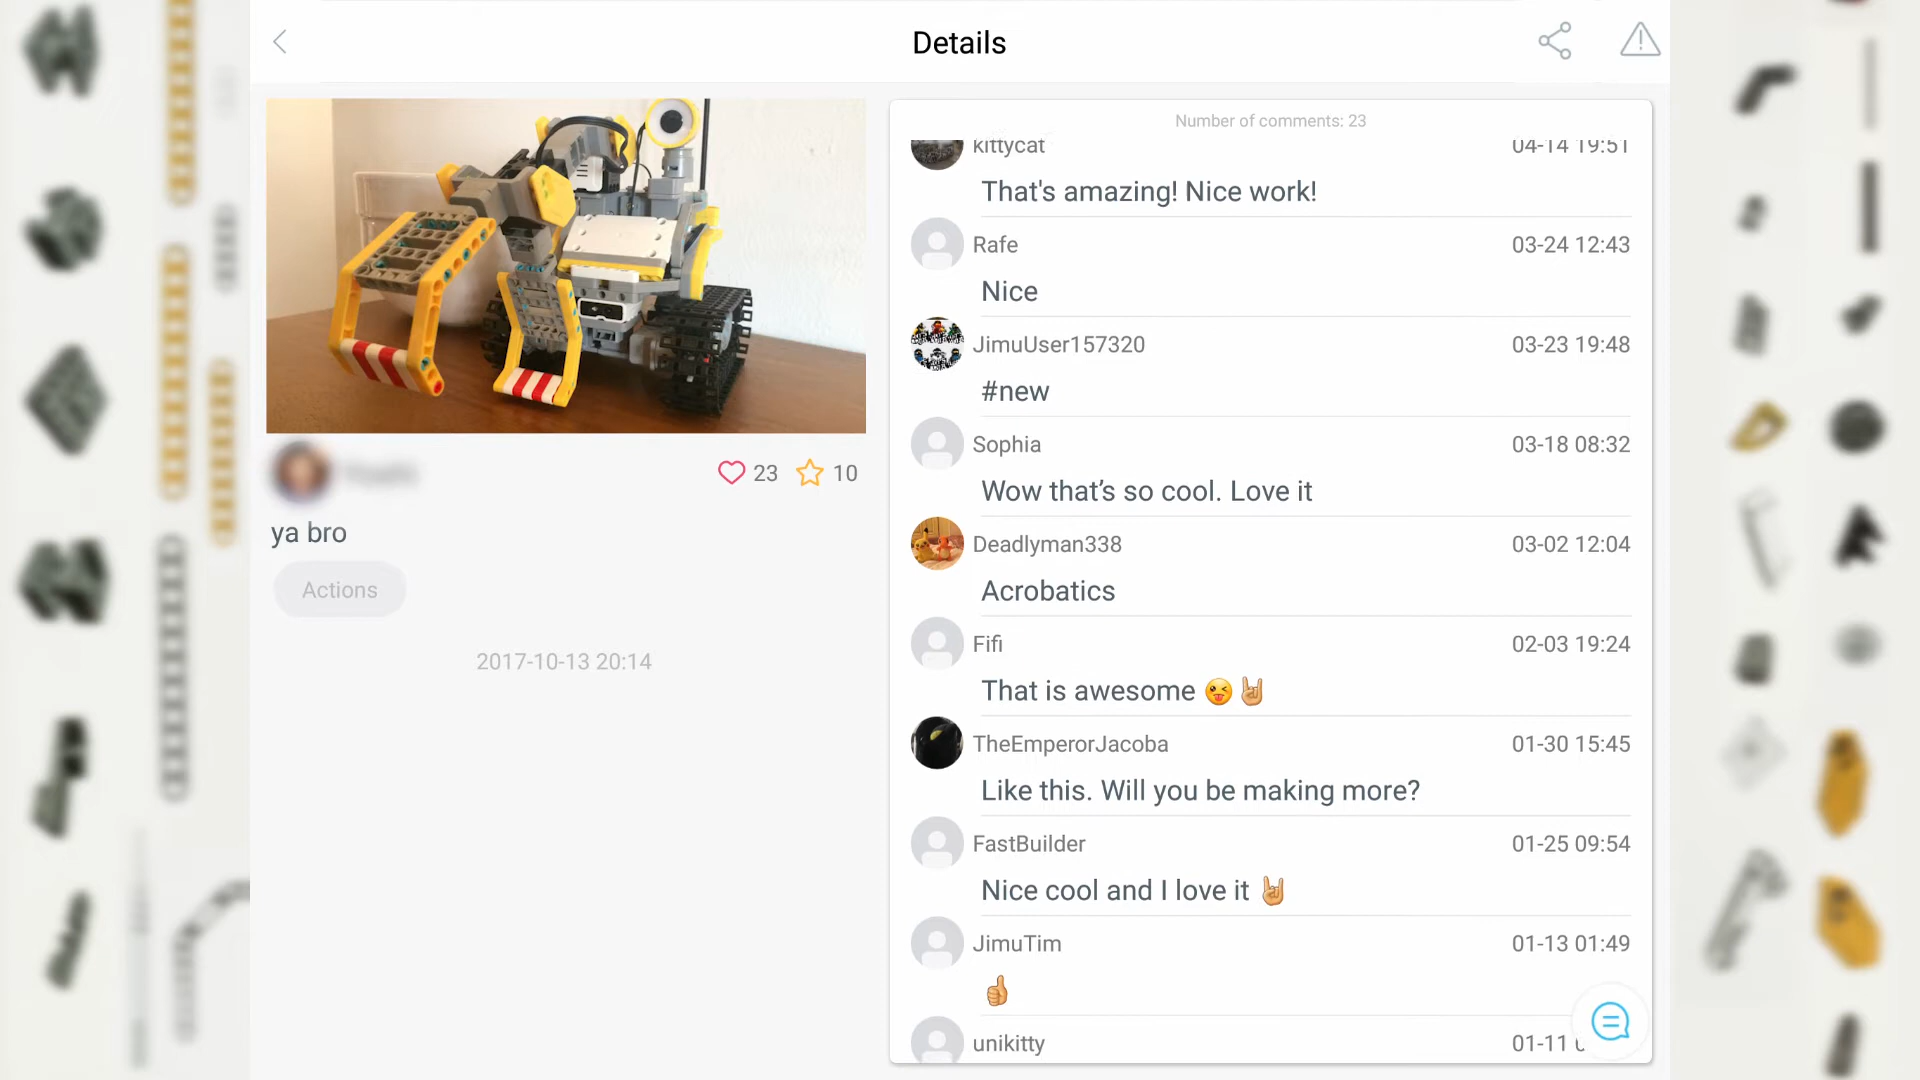 Details
23
10
ya bro
Actions
2017-10-13 20:14
Number of comments: 23
kittycat 04-14 19:51
That's amazing! Nice work!
Rafe 03-24 12:43
Nice
JimuUser157320 03-23 19:48
#new
Sophia 03-18 08:32
Wow that’s so cool. Love it
Deadlyman338 03-02 12:04
Acrobatics
Fifi 02-03 19:24
That is awesome 😜🤘
TheEmperorJacoba 01-30 15:45
Like this. Will you be making more?
FastBuilder 01-25 09:54
Nice cool and I love it 🤘
JimuTim 01-13 01:49
👍
unikitty 01-11